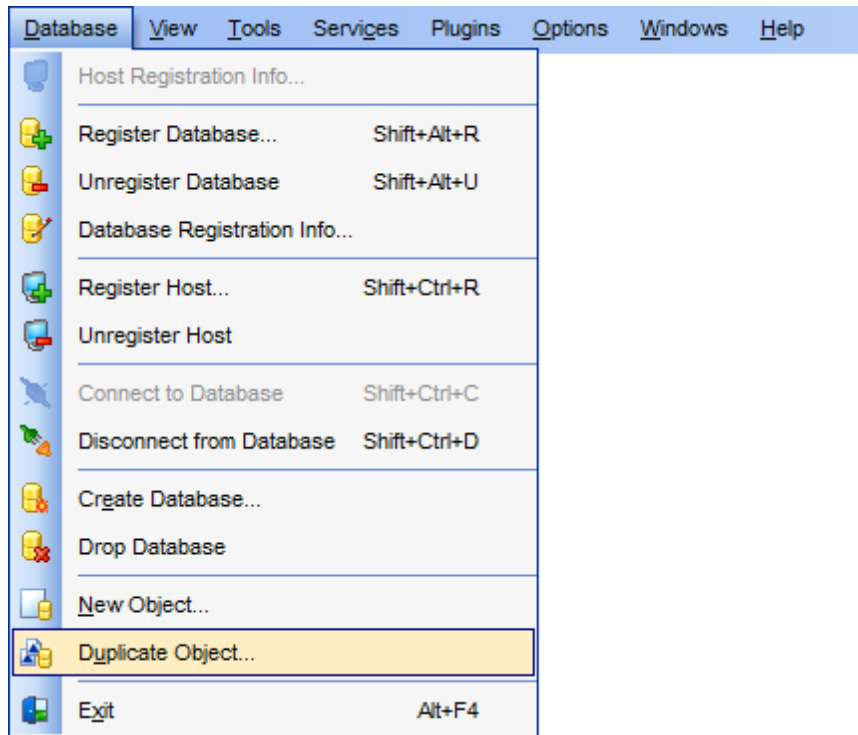 Database View Tools Services Plugins Options Windows Help
Host Registration Info...
Register Database... Shift+Alt+R
Unregister Database Shift+Alt+U
Database Registration Info...
Register Host... Shift+Ctrl+R
Unregister Host
Connect to Database Shift+Ctrl+C
Disconnect from Database Shift+Ctrl+D
Create Database...
Drop Database
New Object...
Duplicate Object...
Exit Alt+F4